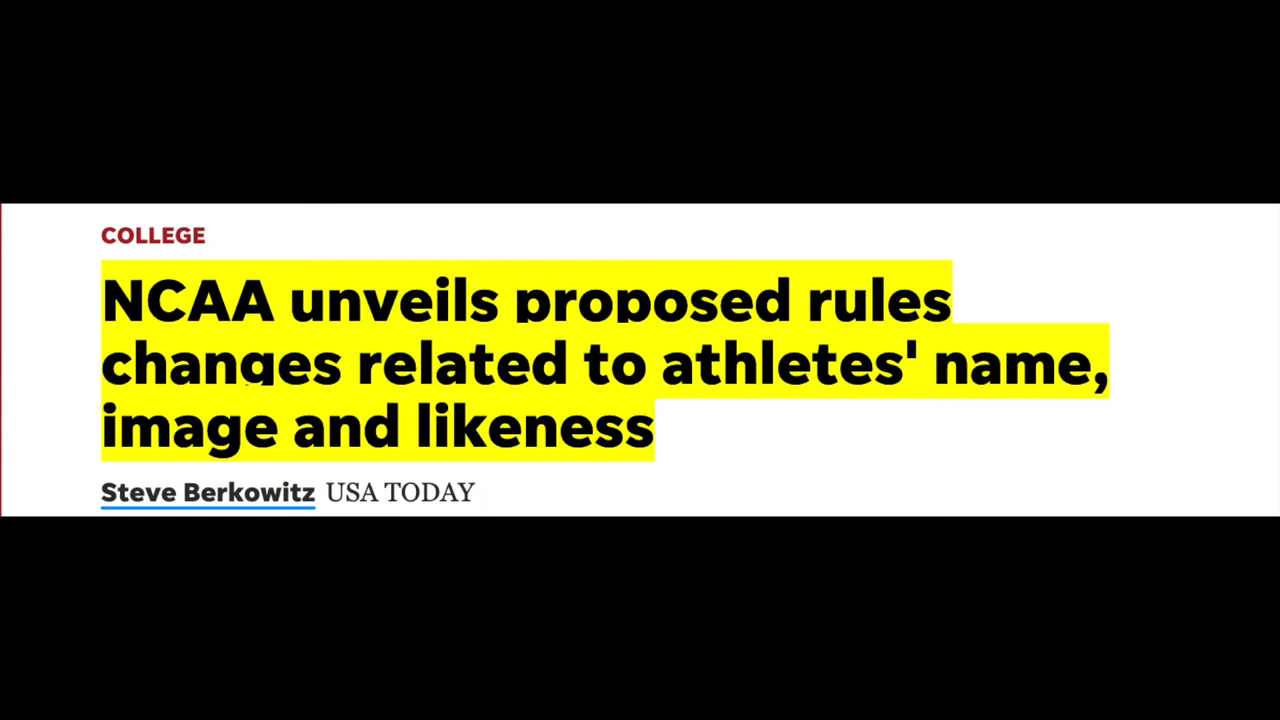 COLLEGE
NCAA unveils proposed rules
changes related to athletes' name,
image and likeness
Steve Berkowitz USA TODAY